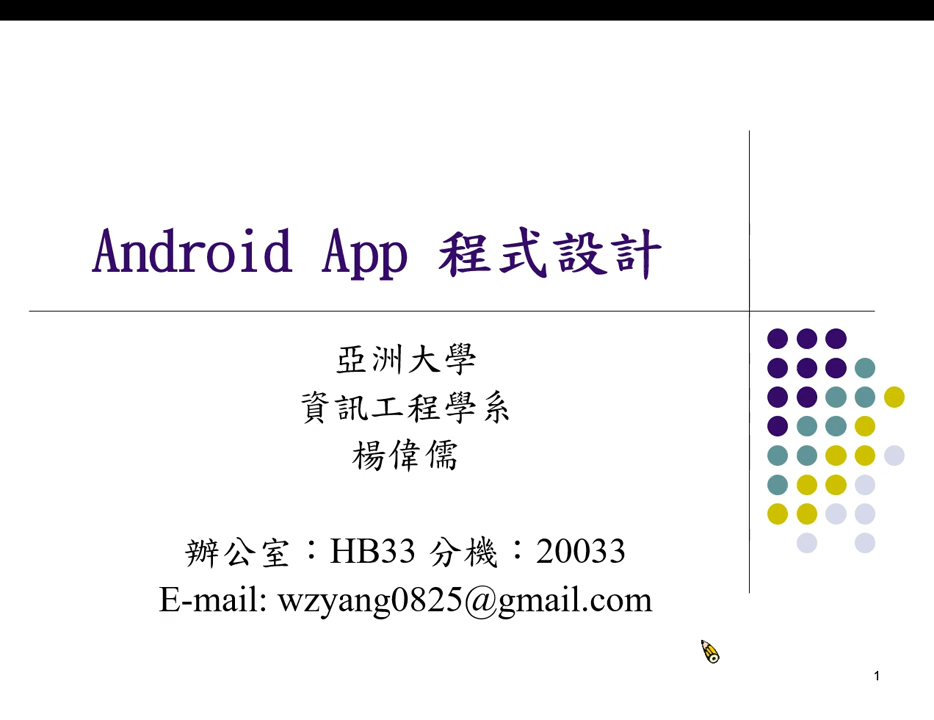 Android App 程式設計
亞洲大學
資訊工程學系
楊偉儒
辦公室：HB33 分機：20033
E-mail: wzyang0825@gmail.com
1